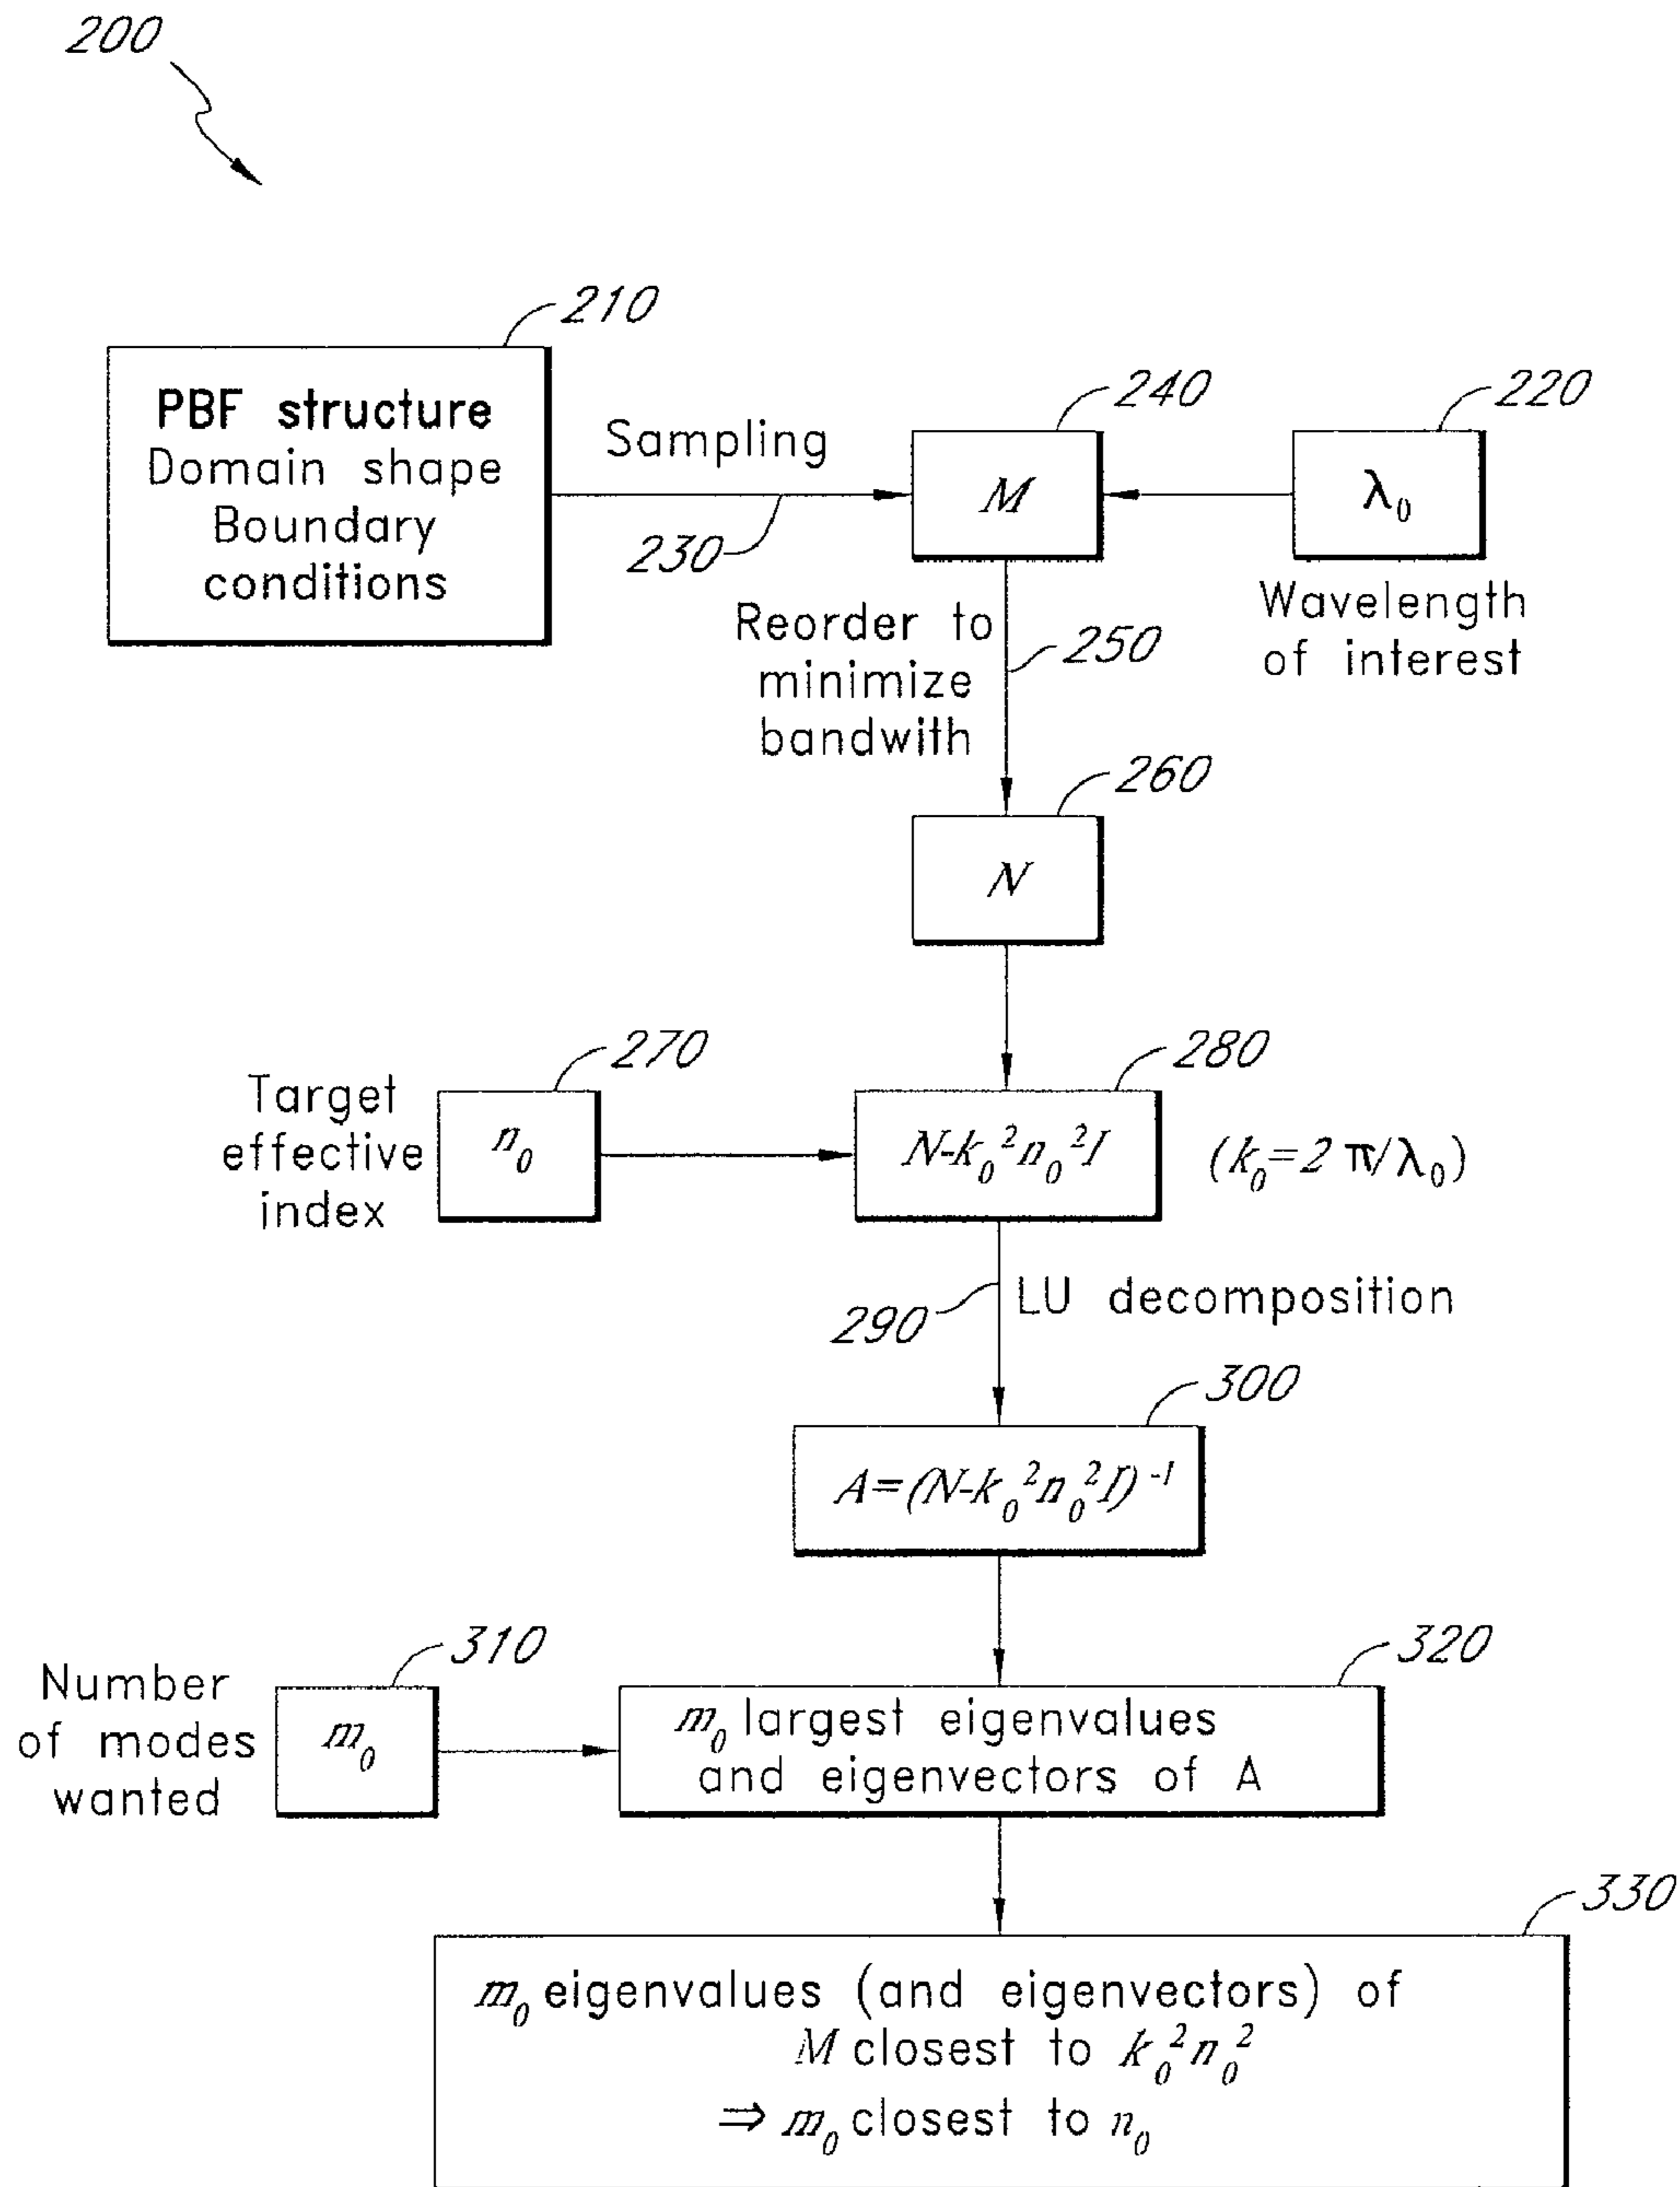 200
210
PBF structure
Domain shape
Boundary
conditions
Sampling
230
240
M
220
λ₀
Wavelength
of interest
Reorder to
minimize
bandwith
250
260
N
Target
effective
index
270
n₀
280
N-k₀²n₀²I
(k₀=2 π/λ₀)
290
LU decomposition
300
A=(N-k₀²n₀²I)⁻¹
Number
of modes
wanted
310
m₀
320
m₀ largest eigenvalues
and eigenvectors of A
330
m₀ eigenvalues (and eigenvectors) of
M closest to k₀²n₀²
⇒ m₀ closest to n₀